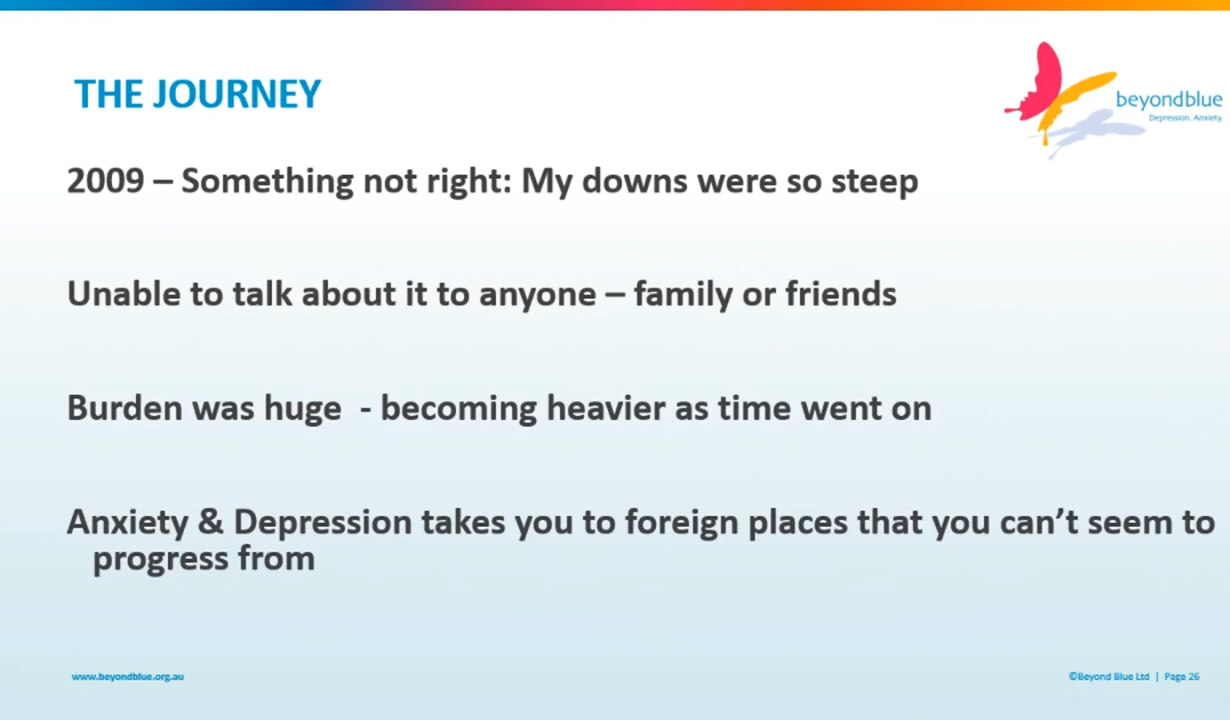 THE JOURNEY
beyondblue
Depression. Anxiety.
2009 – Something not right: My downs were so steep
Unable to talk about it to anyone – family or friends
Burden was huge  - becoming heavier as time went on
Anxiety & Depression takes you to foreign places that you can’t seem to
progress from
www.beyondblue.org.au
©Beyond Blue Ltd | Page 26